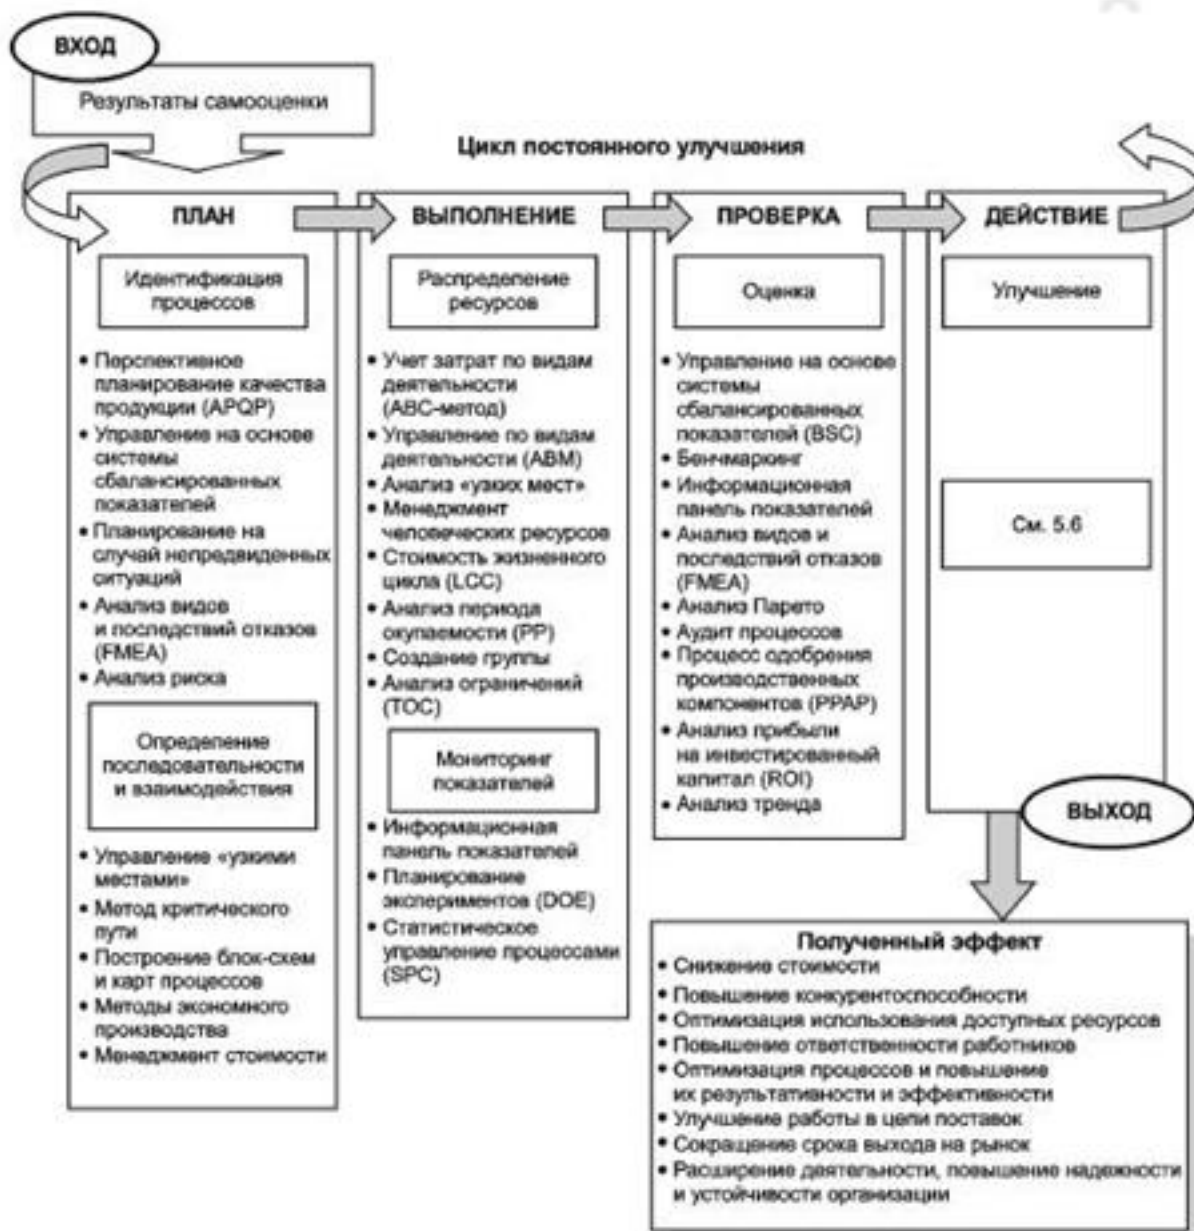 ВХОД
Результаты самооценки
Цикл постоянного улучшения
ПЛАН
Идентификация
процессов
• Перспективное
планирование качества
продукции (APQP)
• Управление на основе
системы
сбалансированных
показателей
• Планирование на
случай непредвиденных
ситуаций
• Анализ видов
и последствий отказов
(FMEA)
• Анализ риска
Определение
последовательности
и взаимодействия
• Управление «узкими
местами»
• Метод критического
пути
• Построение блок-схем
и карт процессов
• Методы экономного
производства
• Менеджмент стоимости
ВЫПОЛНЕНИЕ
Распределение
ресурсов
• Учет затрат по видам
деятельности
(АВС-метод)
• Управление по видам
деятельности (ABM)
• Анализ «узких мест»
• Менеджмент
человеческих ресурсов
• Стоимость жизненного
цикла (LCC)
• Анализ периода
окупаемости (PP)
• Создание группы
• Анализ ограничений
(TOC)
Мониторинг
показателей
• Информационная
панель показателей
• Планирование
экспериментов (DOE)
• Статистическое
управление процессами
(SPC)
ПРОВЕРКА
Оценка
• Управление на основе
системы
сбалансированных
показателей (BSC)
• Бенчмаркинг
• Информационная
панель показателей
• Анализ видов и
последствий отказов
(FMEA)
• Анализ Парето
• Аудит процессов
• Процесс одобрения
производственных
компонентов (PPAP)
• Анализ прибыли
на инвестированный
капитал (ROI)
• Анализ тренда
ДЕЙСТВИЕ
Улучшение
См. 5.6
ВЫХОД
Полученный эффект
• Снижение стоимости
• Повышение конкурентоспособности
• Оптимизация использования доступных ресурсов
• Повышение ответственности работников
• Оптимизация процессов и повышение
их результативности и эффективности
• Улучшение работы в цепи поставок
• Сокращение срока выхода на рынок
• Расширение деятельности, повышение надежности
и устойчивости организации